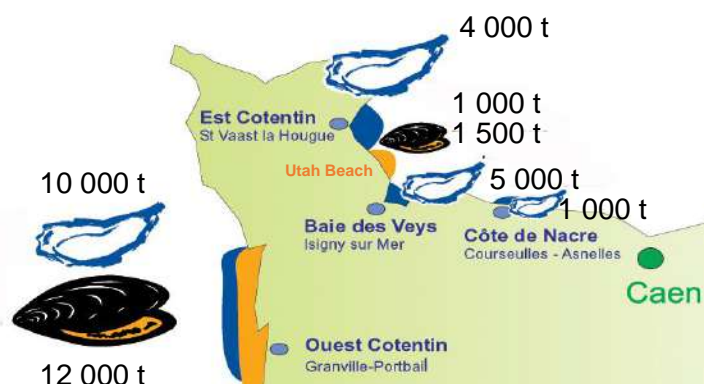 4 000 t
Est Cotentin
St Vaast la Hougue
1 000 t
1 500 t
Utah Beach
5 000 t
1 000 t
Baie des Veys
Isigny sur Mer
Côte de Nacre
Courseulles - Asnelles
Caen
10 000 t
12 000 t
Ouest Cotentin
Granville-Portbail